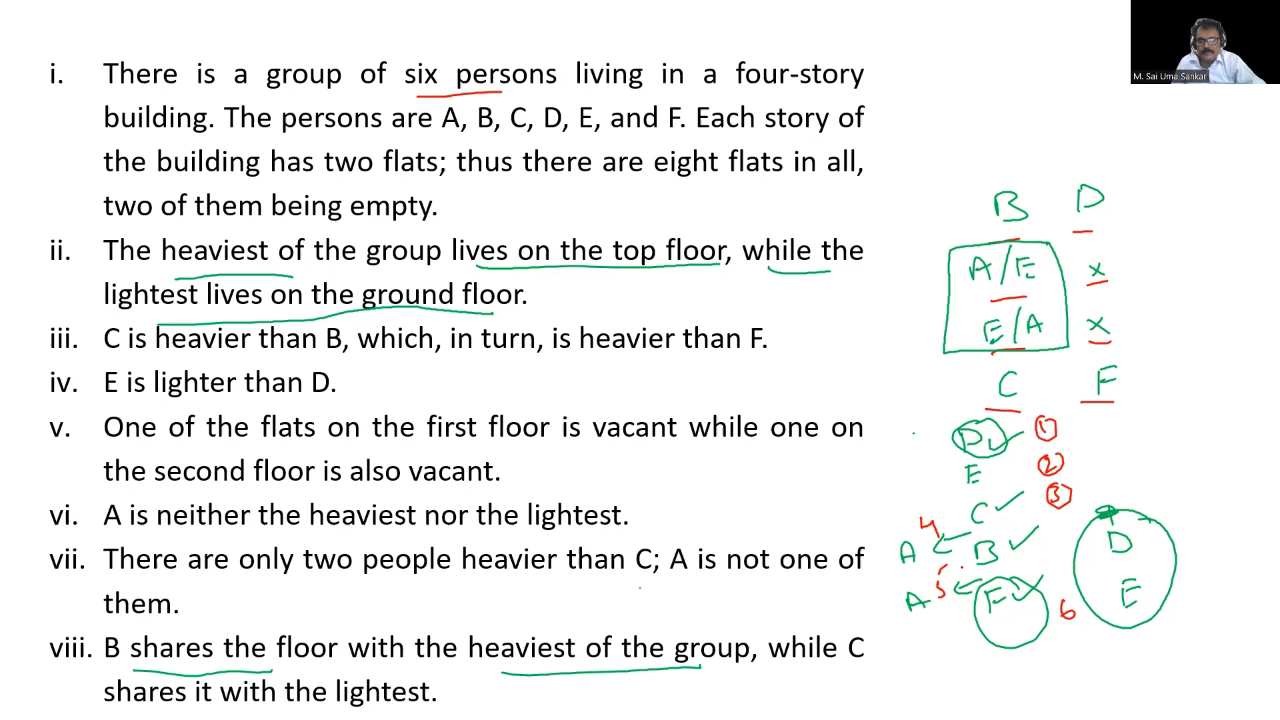 M. Sai Uma Sankar
i. There is a group of six persons living in a four-story
building. The persons are A, B, C, D, E, and F. Each story of
the building has two flats; thus there are eight flats in all,
two of them being empty.
ii. The heaviest of the group lives on the top floor, while the
lightest lives on the ground floor.
iii. C is heavier than B, which, in turn, is heavier than F.
iv. E is lighter than D.
v. One of the flats on the first floor is vacant while one on
the second floor is also vacant.
vi. A is neither the heaviest nor the lightest.
vii. There are only two people heavier than C; A is not one of
them.
viii. B shares the floor with the heaviest of the group, while C
shares it with the lightest.
B D
A/E x
E/A x
C F
D ✓ 1
E 2
C ✓ 3
4
A ← B ✓
A 5 ← F ✓ 6
D
E